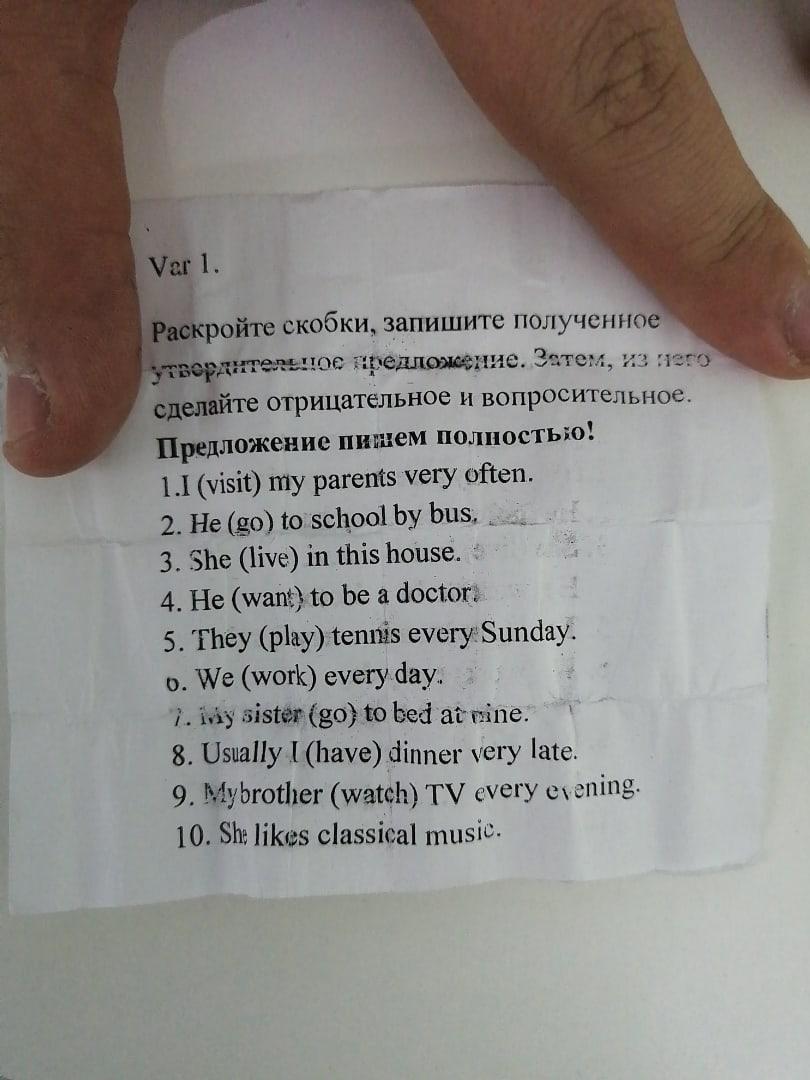 Var 1.
Раскройте скобки, запишите полученное
утвердительное предложение. Затем, из него
сделайте отрицательное и вопросительное.
Предложение пишем полностью!
1.I (visit) my parents very often.
2. He (go) to school by bus.
3. She (live) in this house.
4. He (want) to be a doctor.
5. They (play) tennis every Sunday.
6. We (work) every day.
7. My sister (go) to bed at nine.
8. Usually I (have) dinner very late.
9. Mybrother (watch) TV every evening.
10. She likes classical music.